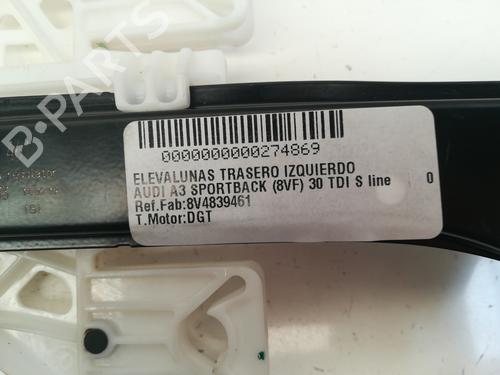 B-PARTS
0000000000274869
ELEVALUNAS TRASERO IZQUIERDO
AUDI A3 SPORTBACK (8VF) 30 TDI S line 0
Ref.Fab:8V4839461
T.Motor:DGT